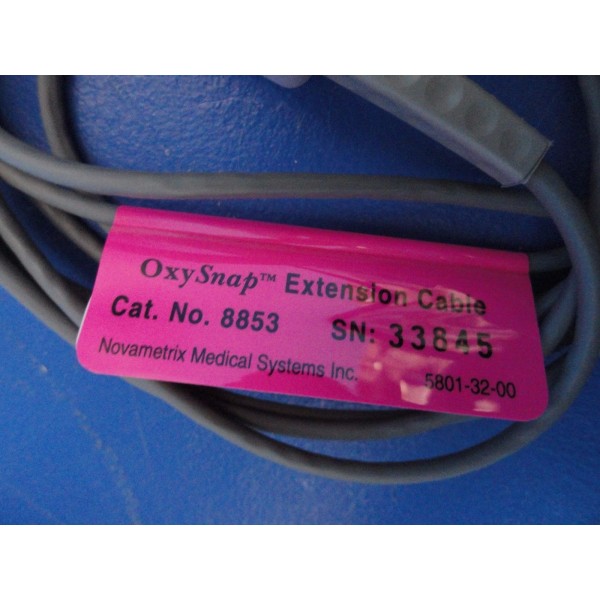 OxySnap™ Extension Cable
Cat. No. 8853 SN: 33845
Novametrix Medical Systems Inc. 5801-32-00